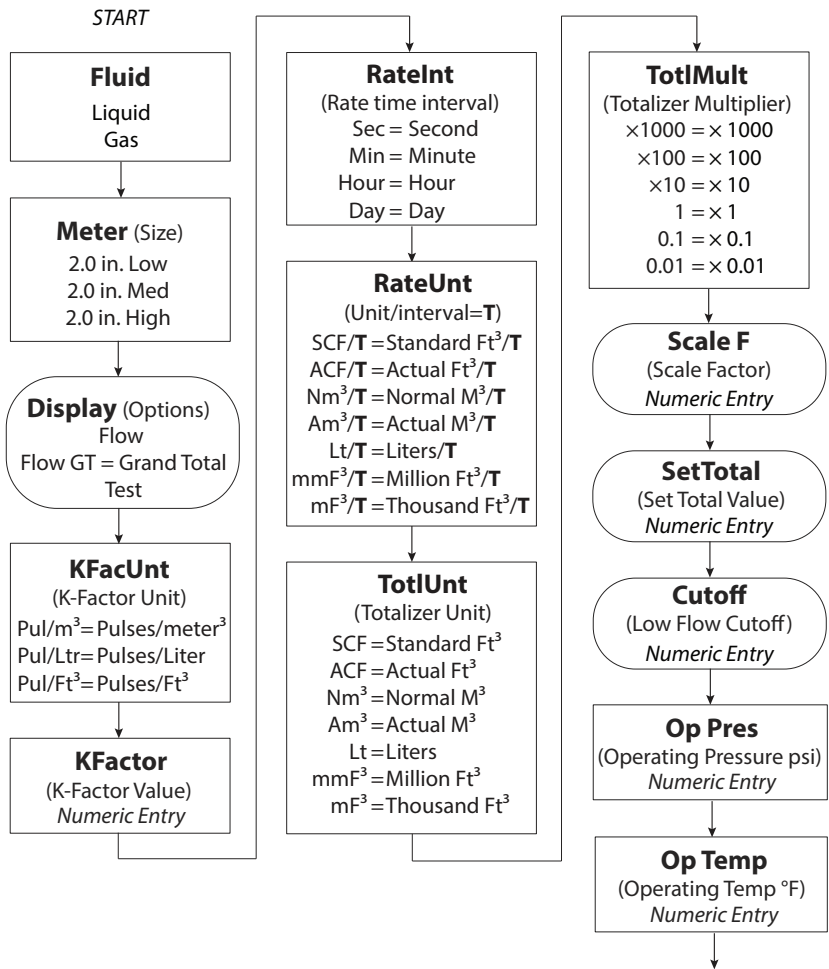 START
Fluid
Liquid
Gas
Meter (Size)
2.0 in. Low
2.0 in. Med
2.0 in. High
Display (Options)
Flow
Flow GT = Grand Total
Test
KFacUnt
(K-Factor Unit)
Pul/m³= Pulses/meter³
Pul/Ltr= Pulses/Liter
Pul/Ft³= Pulses/Ft³
KFactor
(K-Factor Value)
Numeric Entry
RateInt
(Rate time interval)
Sec = Second
Min = Minute
Hour = Hour
Day = Day
RateUnt
(Unit/interval=T)
SCF/T = Standard Ft³/T
ACF/T = Actual Ft³/T
Nm³/T = Normal M³/T
Am³/T = Actual M³/T
Lt/T = Liters/T
mmF³/T = Million Ft³/T
mF³/T = Thousand Ft³/T
TotlUnt
(Totalizer Unit)
SCF = Standard Ft³
ACF = Actual Ft³
Nm³ = Normal M³
Am³ = Actual M³
Lt = Liters
mmF³ = Million Ft³
mF³ = Thousand Ft³
TotlMult
(Totalizer Multiplier)
×1000 = × 1000
×100 = × 100
×10 = × 10
1 = × 1
0.1 = × 0.1
0.01 = × 0.01
Scale F
(Scale Factor)
Numeric Entry
SetTotal
(Set Total Value)
Numeric Entry
Cutoff
(Low Flow Cutoff)
Numeric Entry
Op Pres
(Operating Pressure psi)
Numeric Entry
Op Temp
(Operating Temp °F)
Numeric Entry